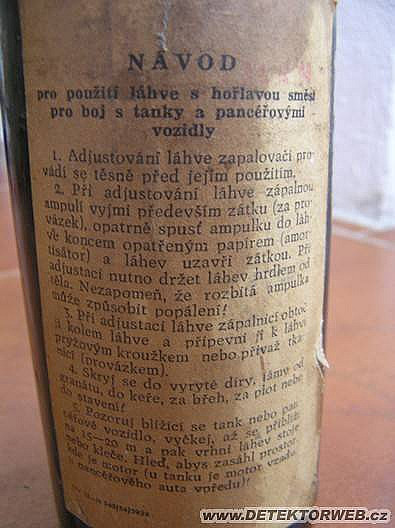 NÁVOD
pro použití láhve s hořlavou směsí
pro boj s tanky a pancéřovými
vozidly
1. Adjustování láhve zapalovači pro-
vádí se těsně před jejím použitím.
2. Při adjustování láhve zápalnou
ampulí vyjmi především zátku (za pro-
vázek), opatrně spusť ampulku do láh-
ve koncem opatřeným papírem (amor-
tisátor) a láhev uzavři zátkou. Při
adjustaci nutno držet láhev hrdlem od
těla. Nezapomeň, že rozbitá ampulka
může způsobit popálení!
3. Při adjustaci láhve zápalnicí obtoč
ji kolem láhve a připevni ji k láhvi
pryžovým kroužkem nebo přivaž tka-
nicí (provázkem).
4. Skryj se do vyryté díry, jámy od
granátu, do keře, za břeh, za plot nebo
do stavení!
5. Pozoruj blížící se tank nebo pan-
céřové vozidlo, vyčkej, až se přiblíží
na 15—20 m a pak vrhni láhev stoje
nebo kleče. Hleď, abys zasáhl prostor,
kde je motor (u tanku je motor vzadu,
u pancéřového auta vpředu)!
WWW.DETEKTORWEB.CZ